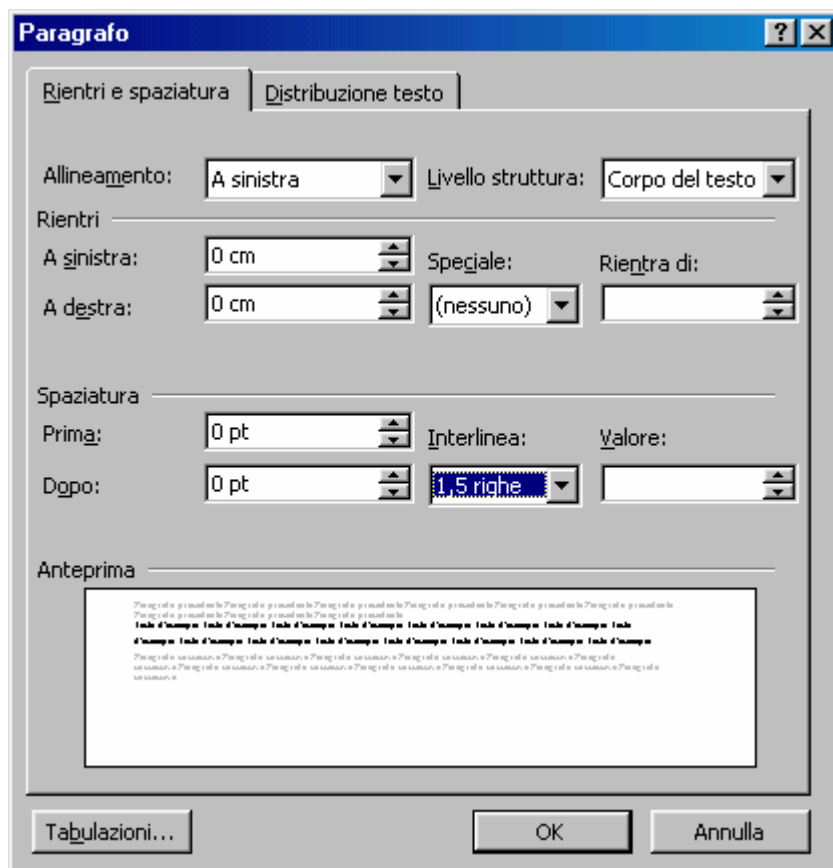 Paragrafo
Rientri e spaziatura Distribuzione testo
Allineamento: A sinistra Livello struttura: Corpo del testo
Rientri
A sinistra: 0 cm Speciale: Rientra di:
A destra: 0 cm (nessuno)
Spaziatura
Prima: 0 pt Interlinea: Valore:
Dopo: 0 pt 1,5 righe
Anteprima
Tabulazioni... OK Annulla